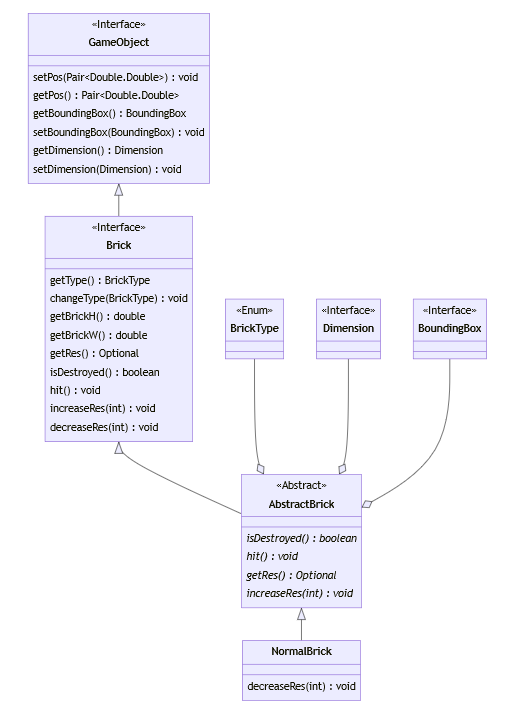 «Interface»
GameObject
setPos(Pair<Double.Double>) : void
getPos() : Pair<Double.Double>
getBoundingBox() : BoundingBox
setBoundingBox(BoundingBox) : void
getDimension() : Dimension
setDimension(Dimension) : void
«Interface»
Brick
getType() : BrickType
changeType(BrickType) : void
getBrickH() : double
getBrickW() : double
getRes() : Optional
isDestroyed() : boolean
hit() : void
increaseRes(int) : void
decreaseRes(int) : void
«Enum»
BrickType
«Interface»
Dimension
«Interface»
BoundingBox
«Abstract»
AbstractBrick
isDestroyed() : boolean
hit() : void
getRes() : Optional
increaseRes(int) : void
NormalBrick
decreaseRes(int) : void